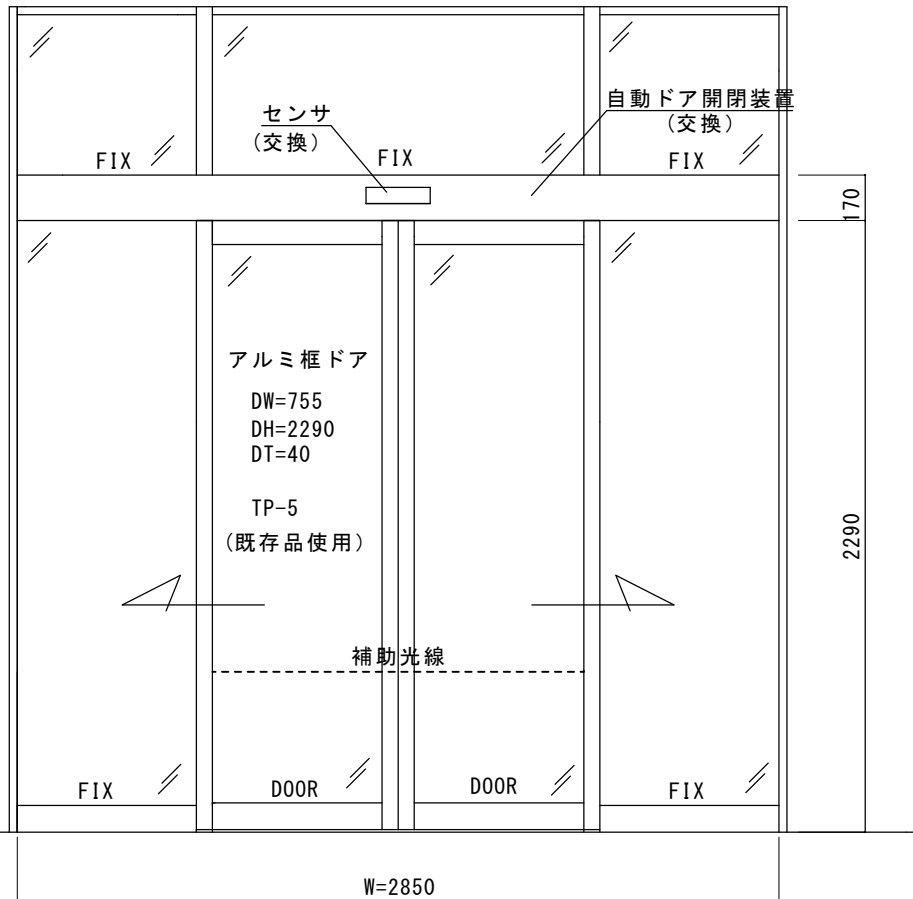 センサ
(交換)
自動ドア開閉装置
(交換)
FIX
FIX
FIX
170
アルミ框ドア
DW=755
DH=2290
DT=40
TP-5
(既存品使用)
2290
補助光線
FIX
DOOR
DOOR
FIX
W=2850